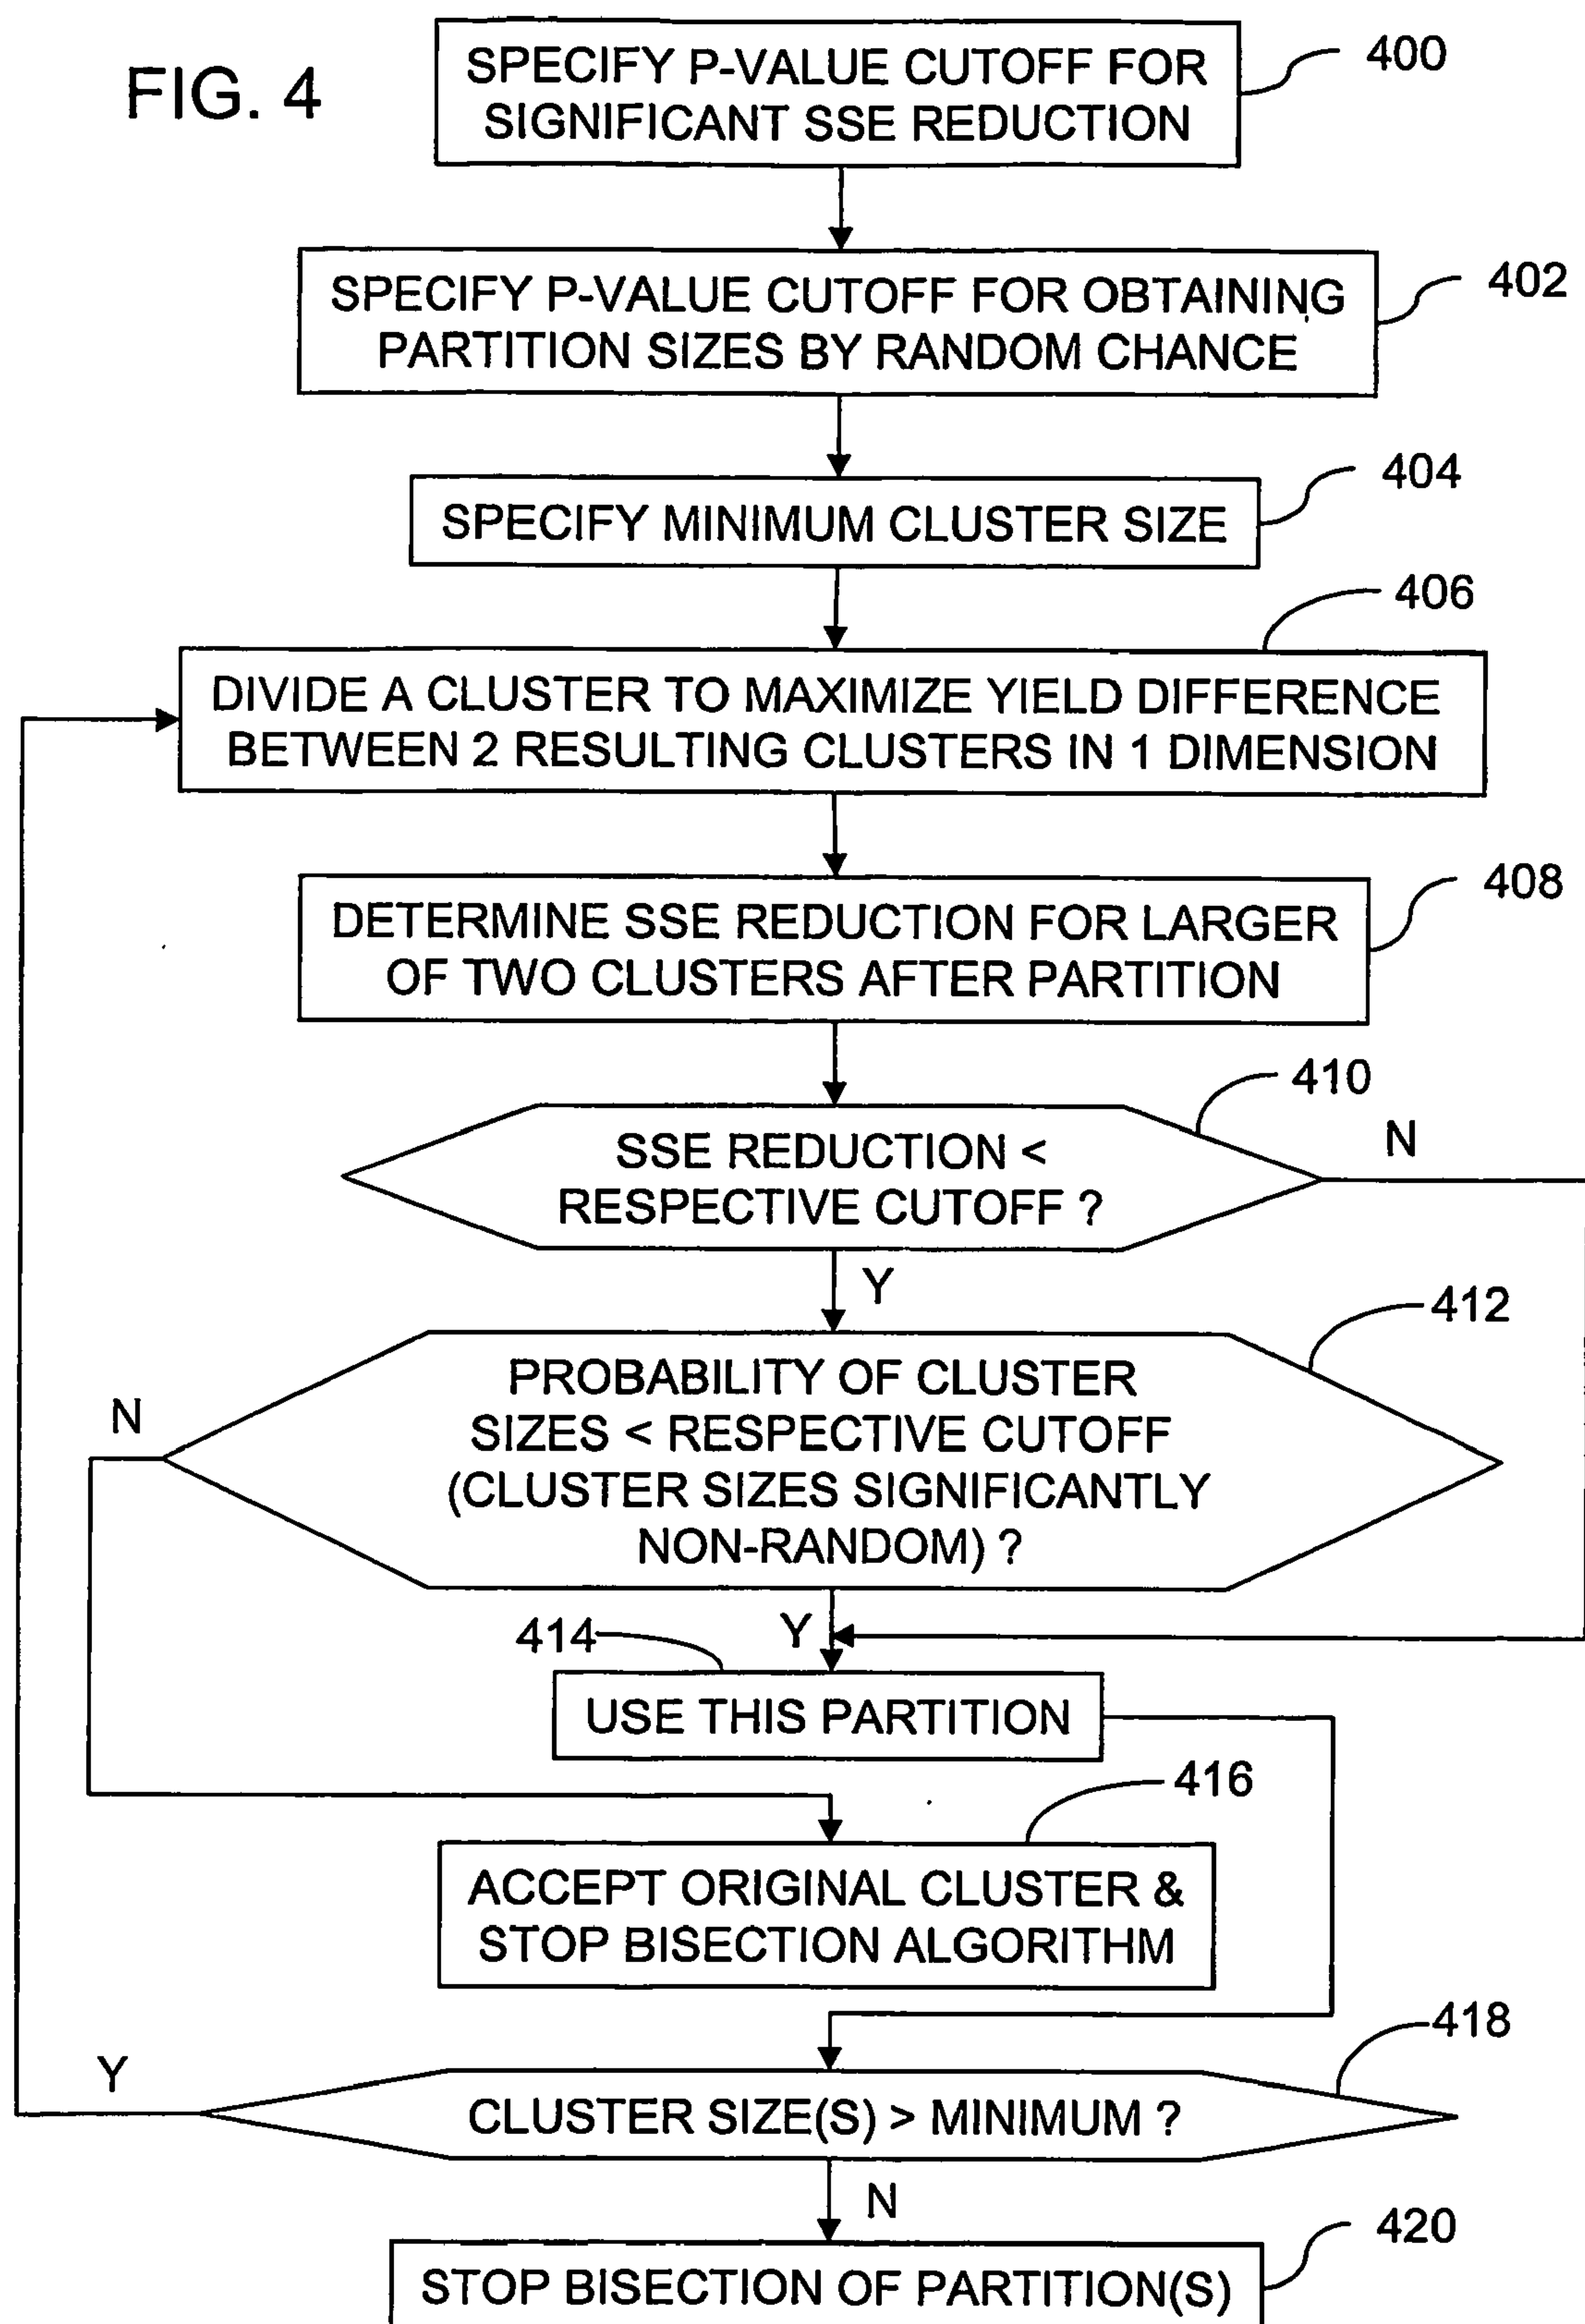 FIG. 4
SPECIFY P-VALUE CUTOFF FOR
SIGNIFICANT SSE REDUCTION
400
SPECIFY P-VALUE CUTOFF FOR OBTAINING
PARTITION SIZES BY RANDOM CHANCE
402
SPECIFY MINIMUM CLUSTER SIZE
404
406
DIVIDE A CLUSTER TO MAXIMIZE YIELD DIFFERENCE
BETWEEN 2 RESULTING CLUSTERS IN 1 DIMENSION
408
DETERMINE SSE REDUCTION FOR LARGER
OF TWO CLUSTERS AFTER PARTITION
410
SSE REDUCTION <
RESPECTIVE CUTOFF ?
N
Y
412
PROBABILITY OF CLUSTER
SIZES < RESPECTIVE CUTOFF
(CLUSTER SIZES SIGNIFICANTLY
NON-RANDOM) ?
N
Y
414
USE THIS PARTITION
416
ACCEPT ORIGINAL CLUSTER &
STOP BISECTION ALGORITHM
418
Y
CLUSTER SIZE(S) > MINIMUM ?
N
420
STOP BISECTION OF PARTITION(S)